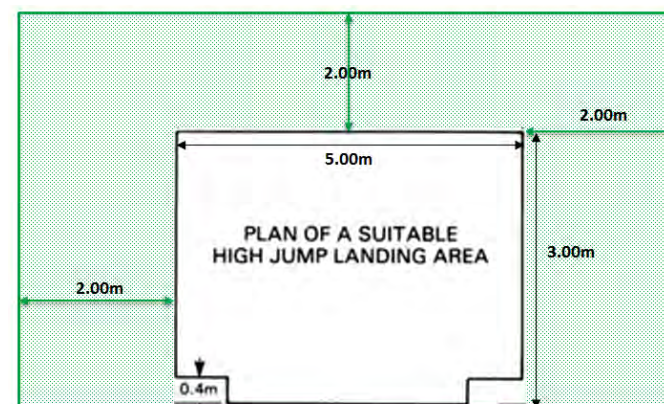 2.00m
2.00m
5.00m
PLAN OF A SUITABLE
HIGH JUMP LANDING AREA
3.00m
2.00m
0.4m